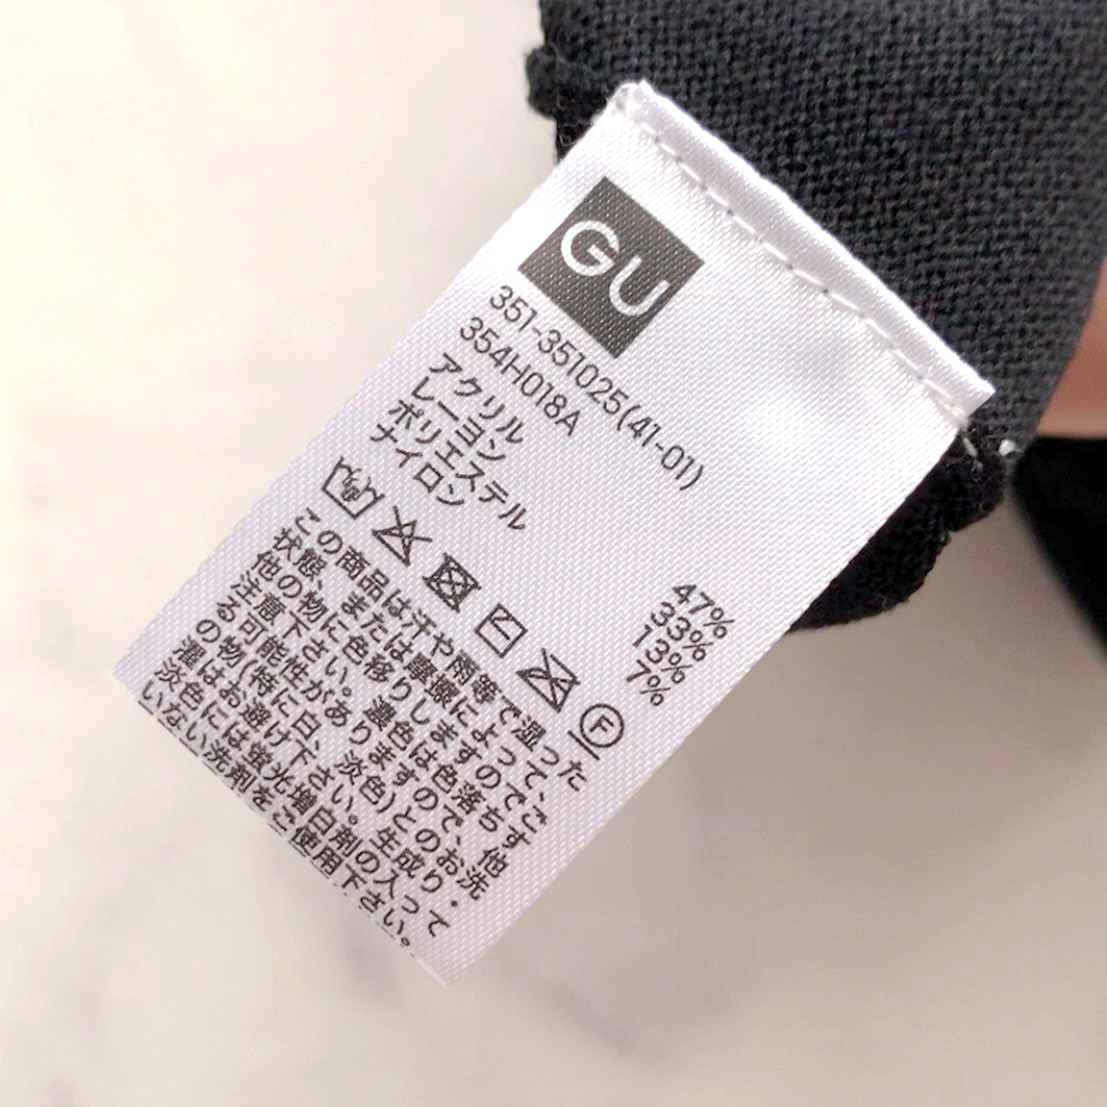 GU
351-351025(41-01)
354H018A
アクリル 47%
レーヨン 33%
ポリエステル 13%
ナイロン 7%
F
この商品は汗や雨等で湿った
状態、または摩擦によって、
他の物に色移りしますのでご
注意下さい。濃色は色落ちす
る可能性がありますので、他
の物(特に白、淡色)とのお洗
濯はお避け下さい。生成り・
淡色には蛍光増白剤の入って
いない洗剤をご使用下さい。